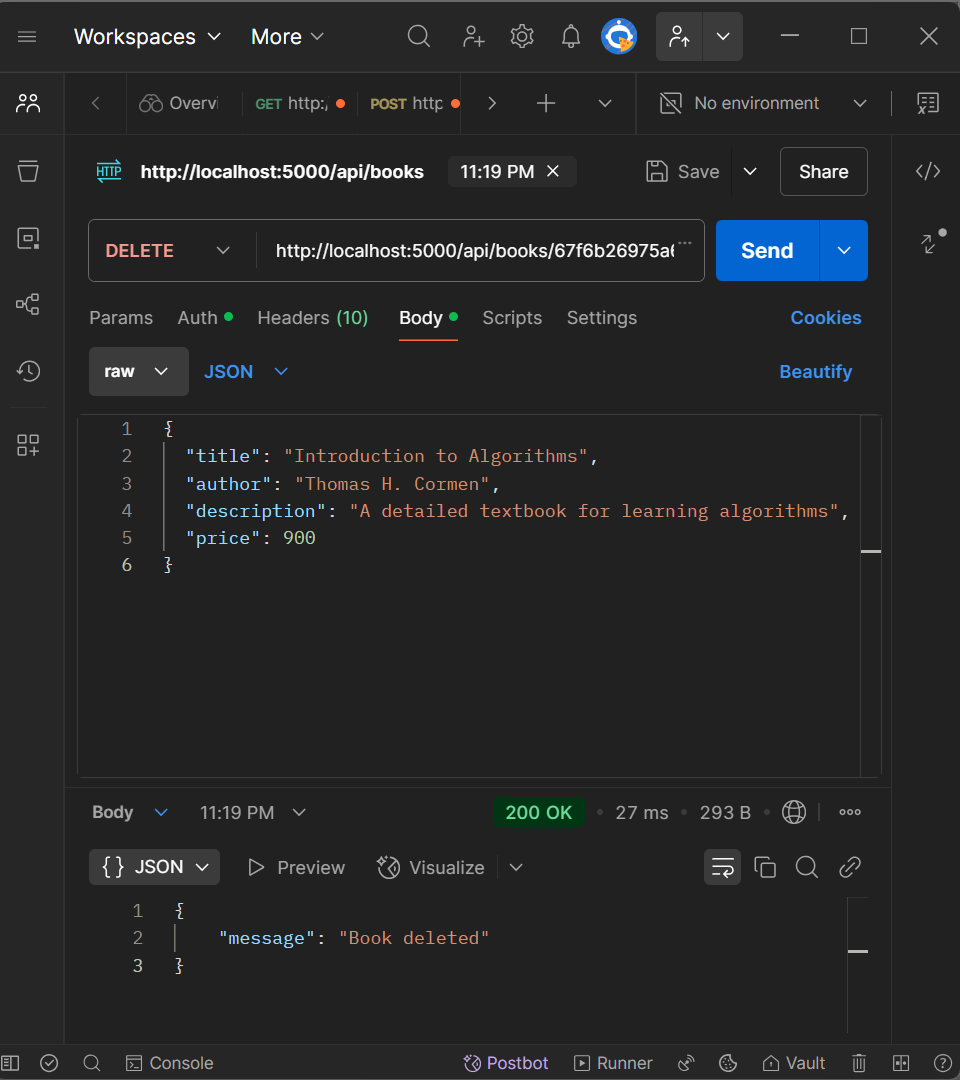 Workspaces More
Overvi GET http:/ POST http No environment
HTTP http://localhost:5000/api/books 11:19 PM Save Share
DELETE http://localhost:5000/api/books/67f6b26975a6 ... Send
Params Auth Headers (10) Body Scripts Settings Cookies
raw JSON Beautify
1 {
2 "title": "Introduction to Algorithms",
3 "author": "Thomas H. Cormen",
4 "description": "A detailed textbook for learning algorithms",
5 "price": 900
6 }
Body 11:19 PM 200 OK • 27 ms • 293 B •
{} JSON Preview Visualize
1 {
2 "message": "Book deleted"
3 }
Console Postbot Runner Vault